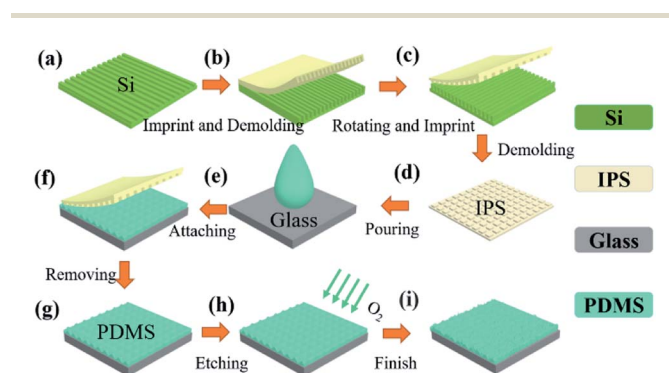 (a)
Si
(b)
(c)
Imprint and Demolding
Rotating and Imprint
Si
Demolding
IPS
(f)
(e)
Glass
(d)
IPS
Attaching
Pouring
Glass
Removing
(g)
PDMS
(h)
O2
(i)
PDMS
Etching
Finish